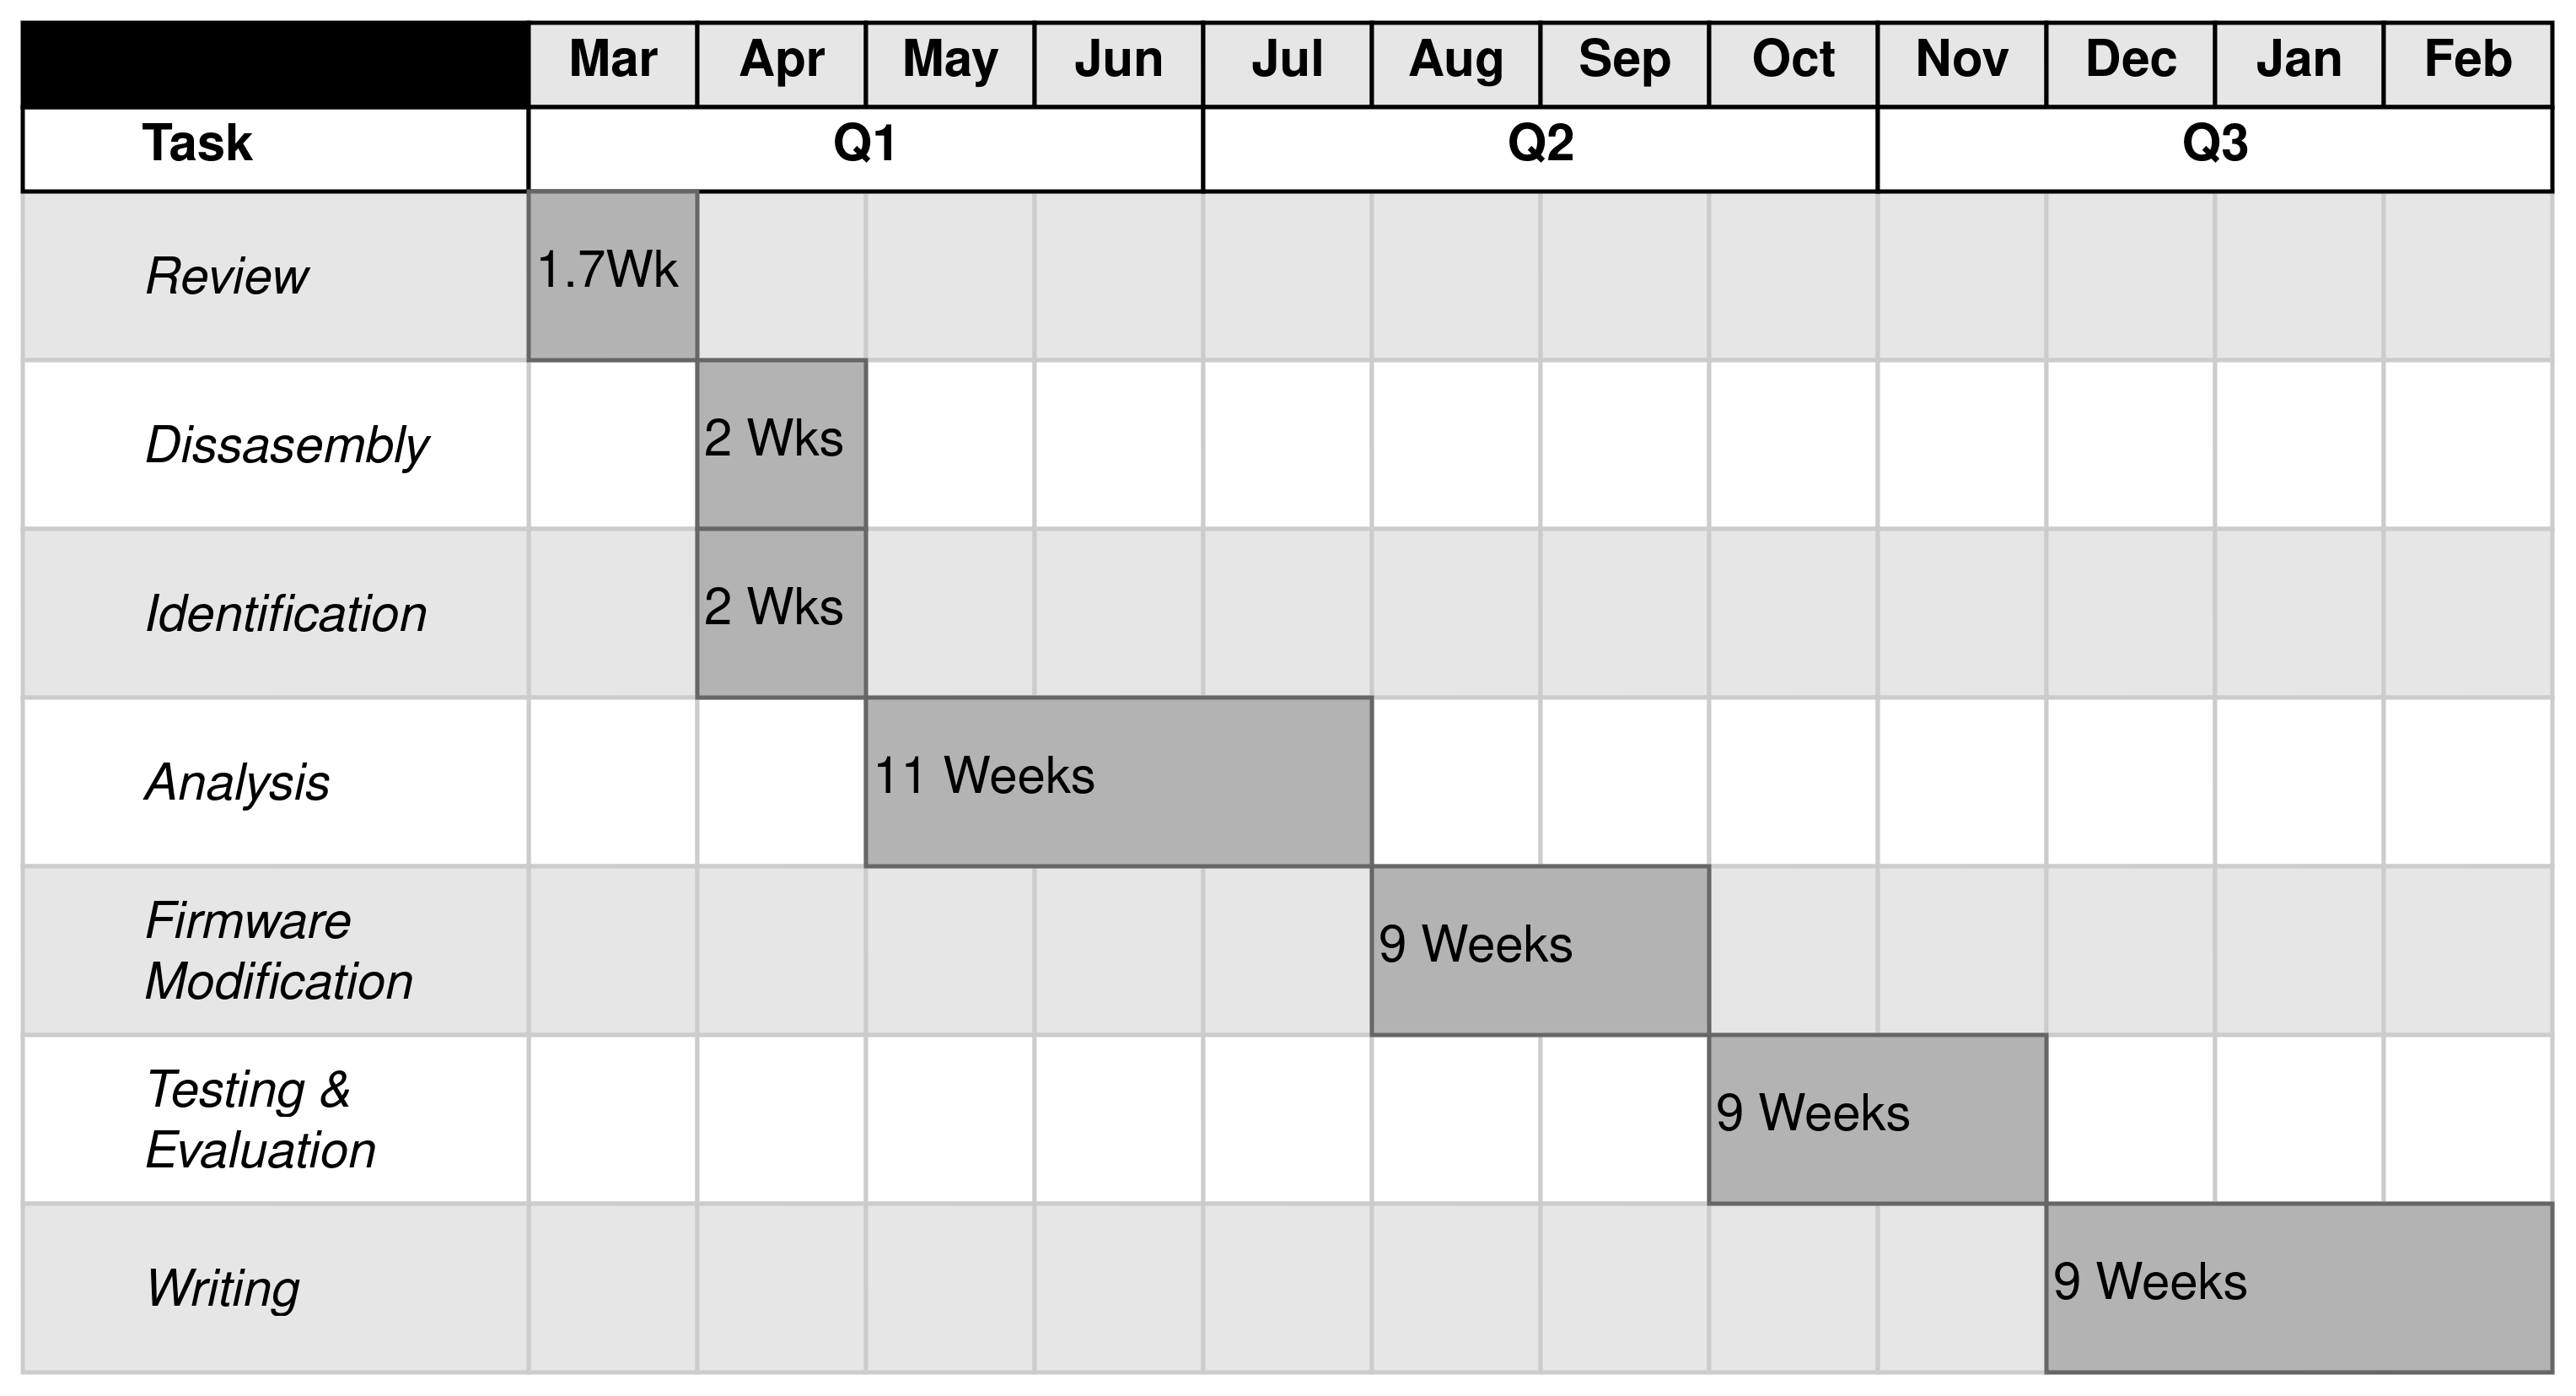 Mar Apr May Jun Jul Aug Sep Oct Nov Dec Jan Feb
Task Q1 Q2 Q3
Review 1.7Wk
Dissasembly 2 Wks
Identification 2 Wks
Analysis 11 Weeks
Firmware
Modification 9 Weeks
Testing &
Evaluation 9 Weeks
Writing 9 Weeks